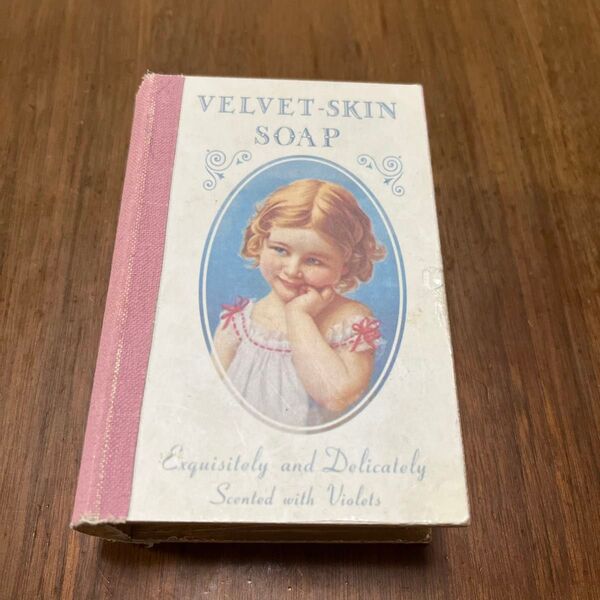 VELVET-SKIN
SOAP
Exquisitely and Delicately
Scented with Violets